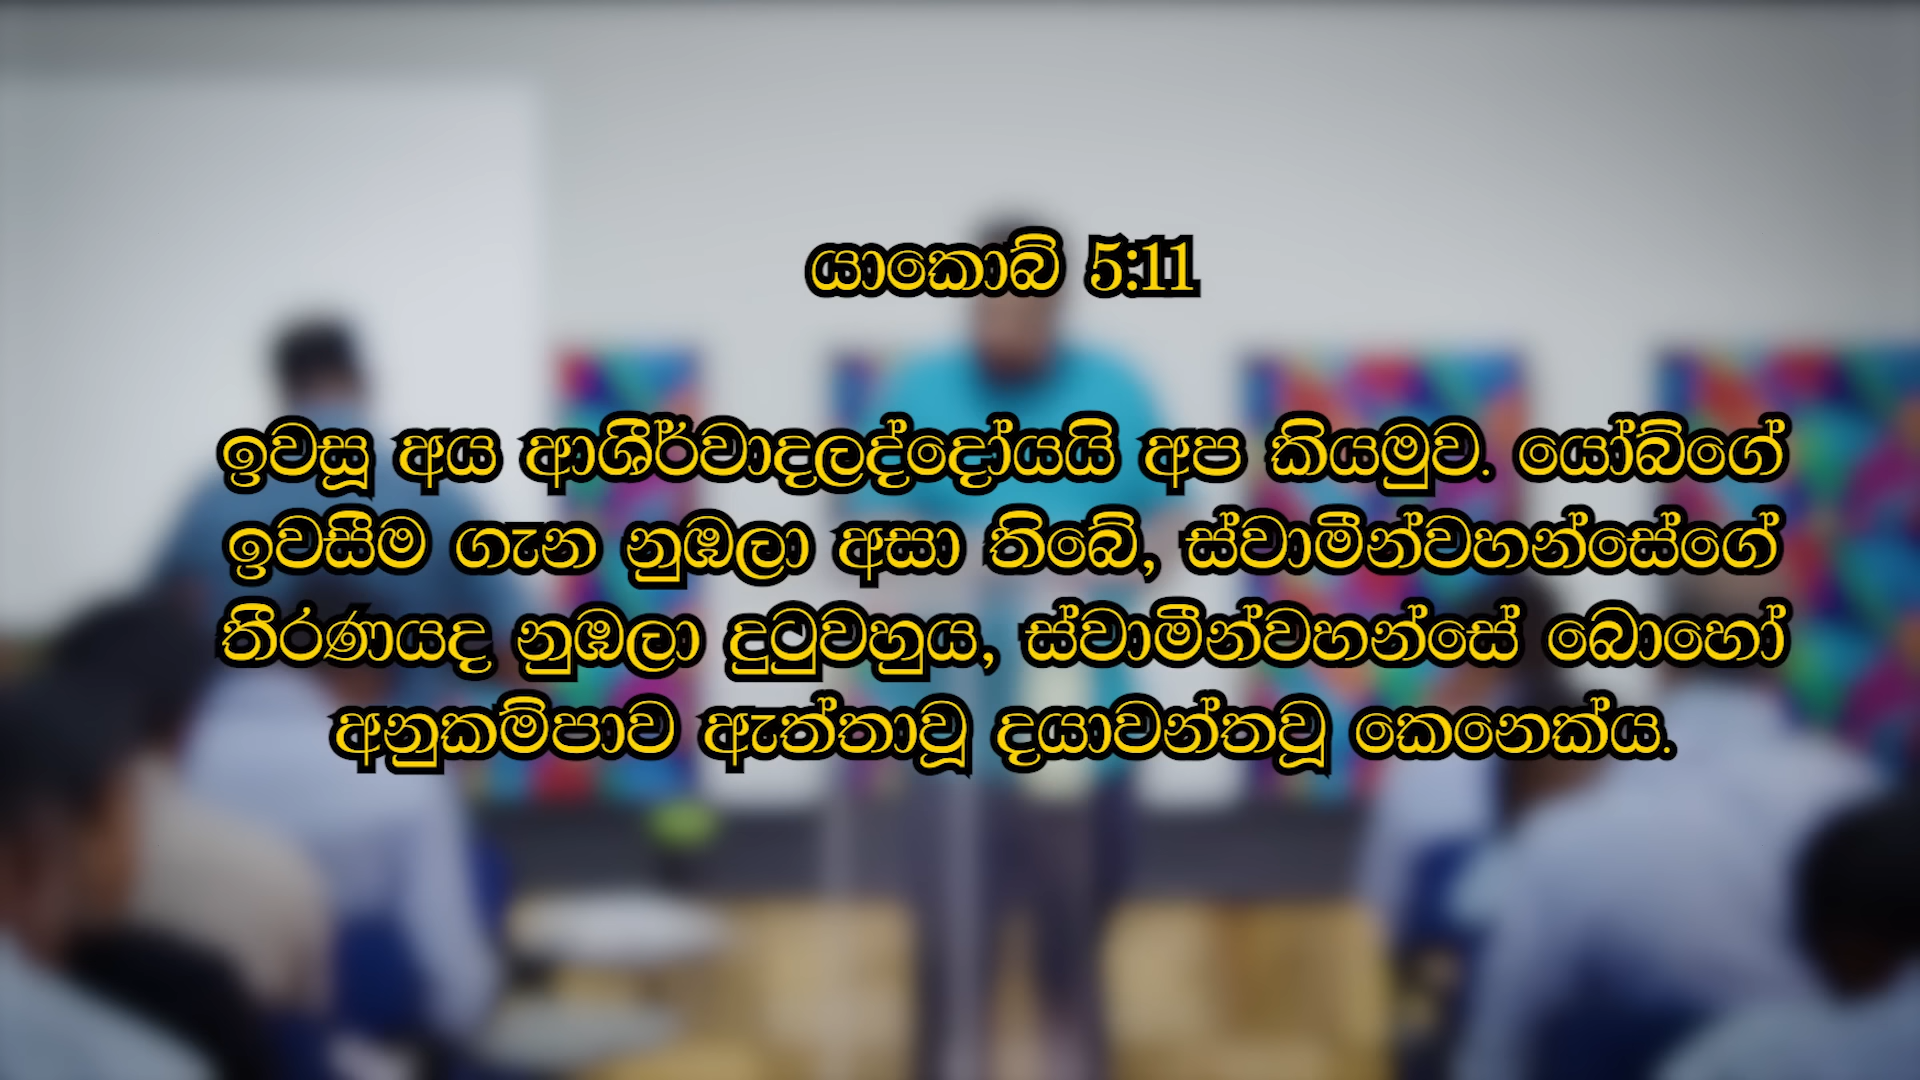 යාකොබ් 5:11
ඉවසූ අය ආශීර්වාදලද්දෝයයි අප කියමුව. යෝබ්ගේ
ඉවසීම ගැන නුඹලා අසා තිබේ, ස්වාමීන්වහන්සේගේ
තීරණයද නුඹලා දුටුවහුය, ස්වාමීන්වහන්සේ බොහෝ
අනුකම්පාව ඇත්තාවූ දයාවන්තවූ කෙනෙක්ය.